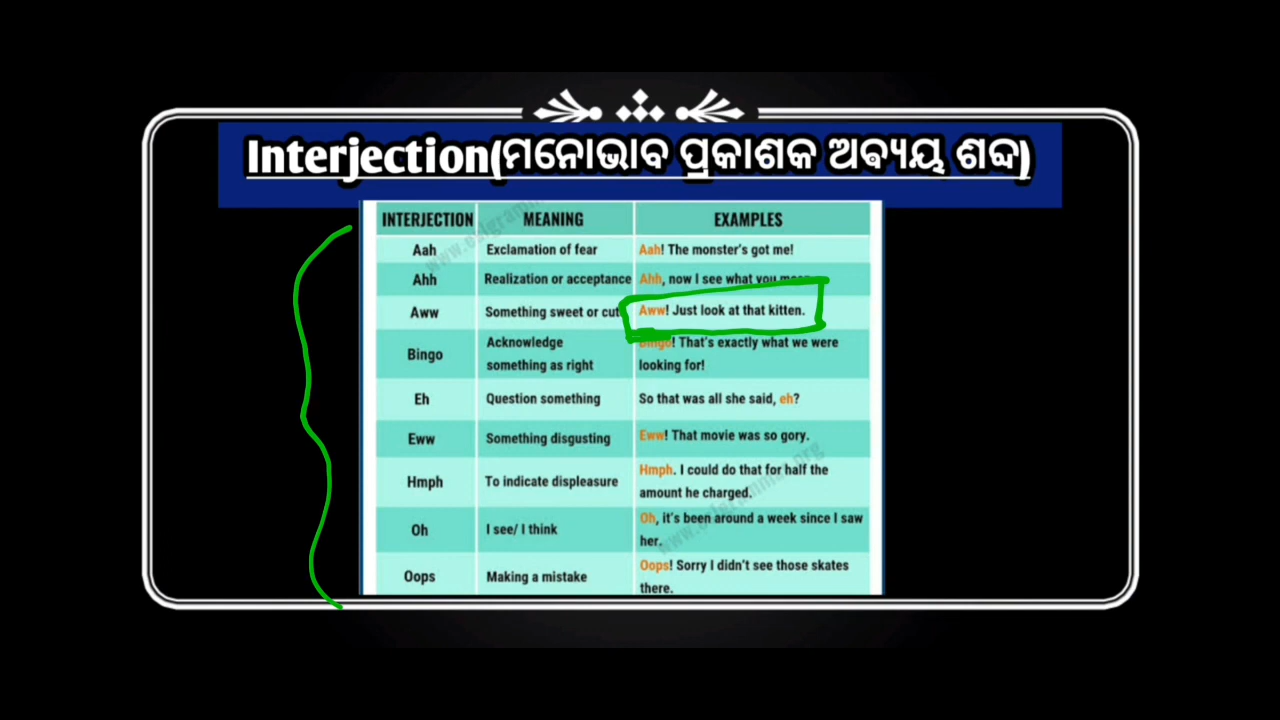 Interjection(ମନୋଭାବ ପ୍ରକାଶକ ଅବ୍ୟୟ ଶବ୍ଦ)
INTERJECTION MEANING EXAMPLES
Aah Exclamation of fear Aah! The monster's got me!
Ahh Realization or acceptance Ahh, now I see what you mean
Aww Something sweet or cut Aww! Just look at that kitten.
Bingo Acknowledge something as right Bingo! That's exactly what we were
looking for!
Eh Question something So that was all she said, eh?
Eww Something disgusting Eww! That movie was so gory.
Hmph To indicate displeasure Hmph. I could do that for half the
amount he charged.
Oh I see/ I think Oh, it's been around a week since I saw
her.
Oops Making a mistake Oops! Sorry I didn't see those skates
there.